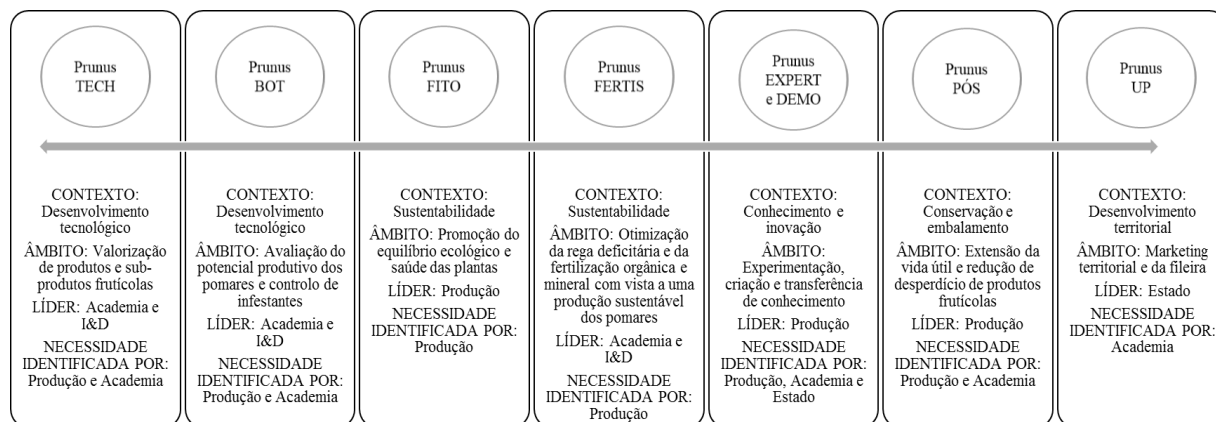 Prunus
TECH
CONTEXTO:
Desenvolvimento
tecnológico
ÂMBITO: Valorização
de produtos e sub-
produtos frutícolas
LÍDER: Academia e
I&D
NECESSIDADE
IDENTIFICADA POR:
Produção e Academia
Prunus
BOT
CONTEXTO:
Desenvolvimento
tecnológico
ÂMBITO: Avaliação do
potencial produtivo dos
pomares e controlo de
infestantes
LÍDER: Academia e
I&D
NECESSIDADE
IDENTIFICADA POR:
Produção e Academia
Prunus
FITO
CONTEXTO:
Sustentabilidade
ÂMBITO: Promoção do
equilíbrio ecológico e
saúde das plantas
LÍDER: Produção
NECESSIDADE
IDENTIFICADA POR:
Produção
Prunus
FERTIS
CONTEXTO:
Sustentabilidade
ÂMBITO: Otimização
da rega deficitária e da
fertilização orgânica e
mineral com vista a uma
produção sustentável
dos pomares
LÍDER: Academia e
I&D
NECESSIDADE
IDENTIFICADA POR:
Produção
Prunus
EXPERT
e DEMO
CONTEXTO:
Conhecimento e
inovação
ÂMBITO:
Experimentação,
criação e transferência
de conhecimento
LÍDER: Produção
NECESSIDADE
IDENTIFICADA POR:
Produção, Academia e
Estado
Prunus
PÓS
CONTEXTO:
Conservação e
embalamento
ÂMBITO: Extensão da
vida útil e redução de
desperdício de produtos
frutícolas
LÍDER: Produção
NECESSIDADE
IDENTIFICADA POR:
Produção e Academia
Prunus
UP
CONTEXTO:
Desenvolvimento
territorial
ÂMBITO: Marketing
territorial e da fileira
LÍDER: Estado
NECESSIDADE
IDENTIFICADA POR:
Academia